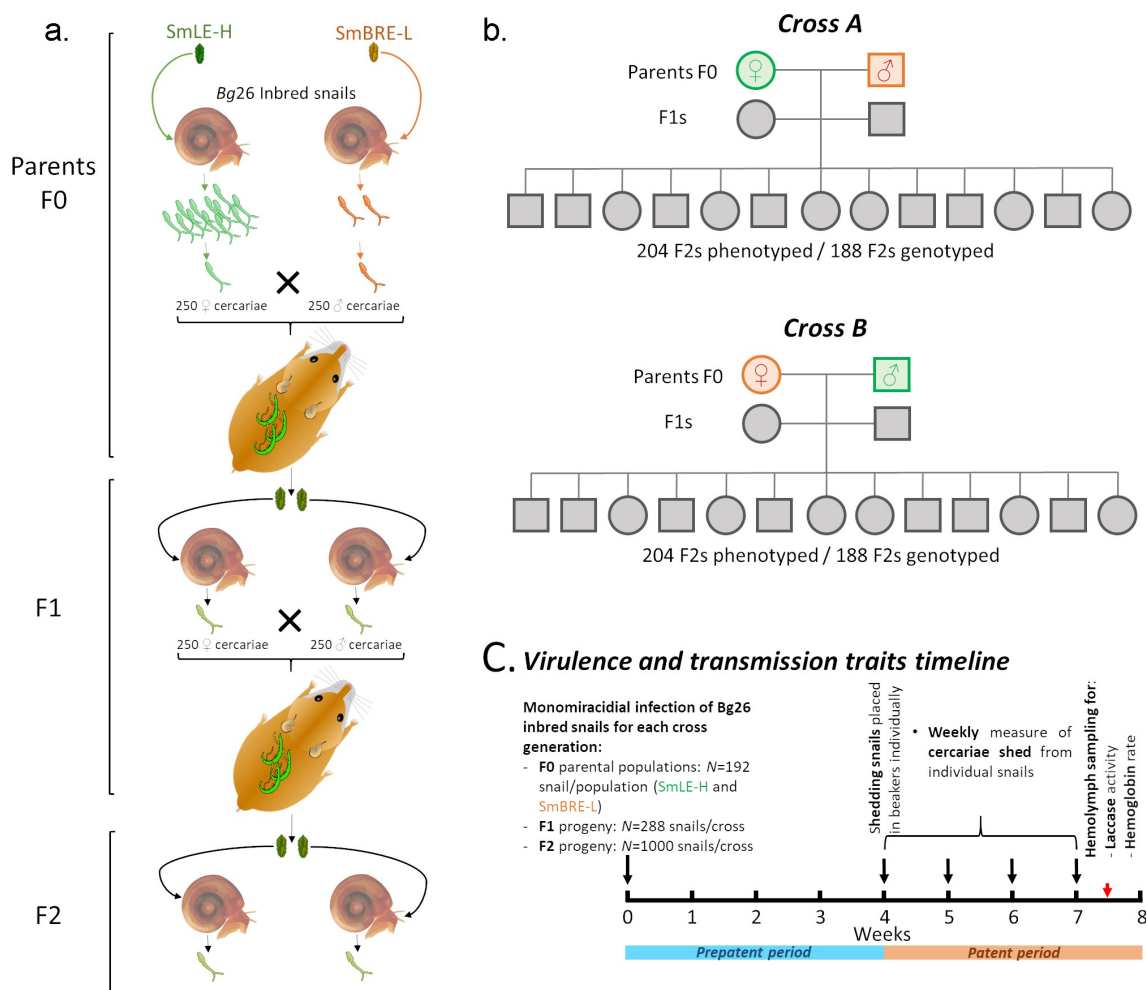 a.
SmLE-H
SmBRE-L
Bg26 Inbred snails
Parents
F0
250 ♀ cercariae
250 ♂ cercariae
F1
250 ♀ cercariae
250 ♂ cercariae
F2
b.
Cross A
Parents F0
♀
♂
F1s
204 F2s phenotyped / 188 F2s genotyped
Cross B
Parents F0
♀
♂
F1s
204 F2s phenotyped / 188 F2s genotyped
C. Virulence and transmission traits timeline
Monomiracidial infection of Bg26
inbred snails for each cross
generation:
- F0 parental populations: N=192
snail/population (SmLE-H and
SmBRE-L)
- F1 progeny: N=288 snails/cross
- F2 progeny: N=1000 snails/cross
Shedding snails placed
in beakers individually
• Weekly measure of
cercariae shed from
individual snails
Hemolymph sampling for:
- Laccase activity
- Hemoglobin rate
0 1 2 3 4 5 6 7 8
Weeks
Prepatent period
Patent period